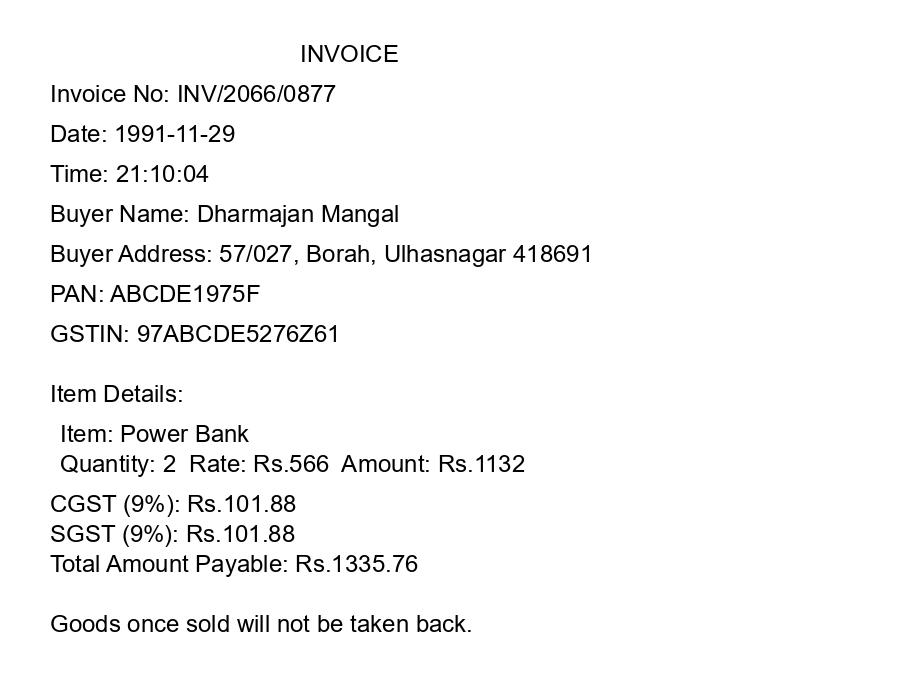 INVOICE
Invoice No: INV/2066/0877
Date: 1991-11-29
Time: 21:10:04
Buyer Name: Dharmajan Mangal
Buyer Address: 57/027, Borah, Ulhasnagar 418691
PAN: ABCDE1975F
GSTIN: 97ABCDE5276Z61
Item Details:
Item: Power Bank
Quantity: 2  Rate: Rs.566  Amount: Rs.1132
CGST (9%): Rs.101.88
SGST (9%): Rs.101.88
Total Amount Payable: Rs.1335.76
Goods once sold will not be taken back.